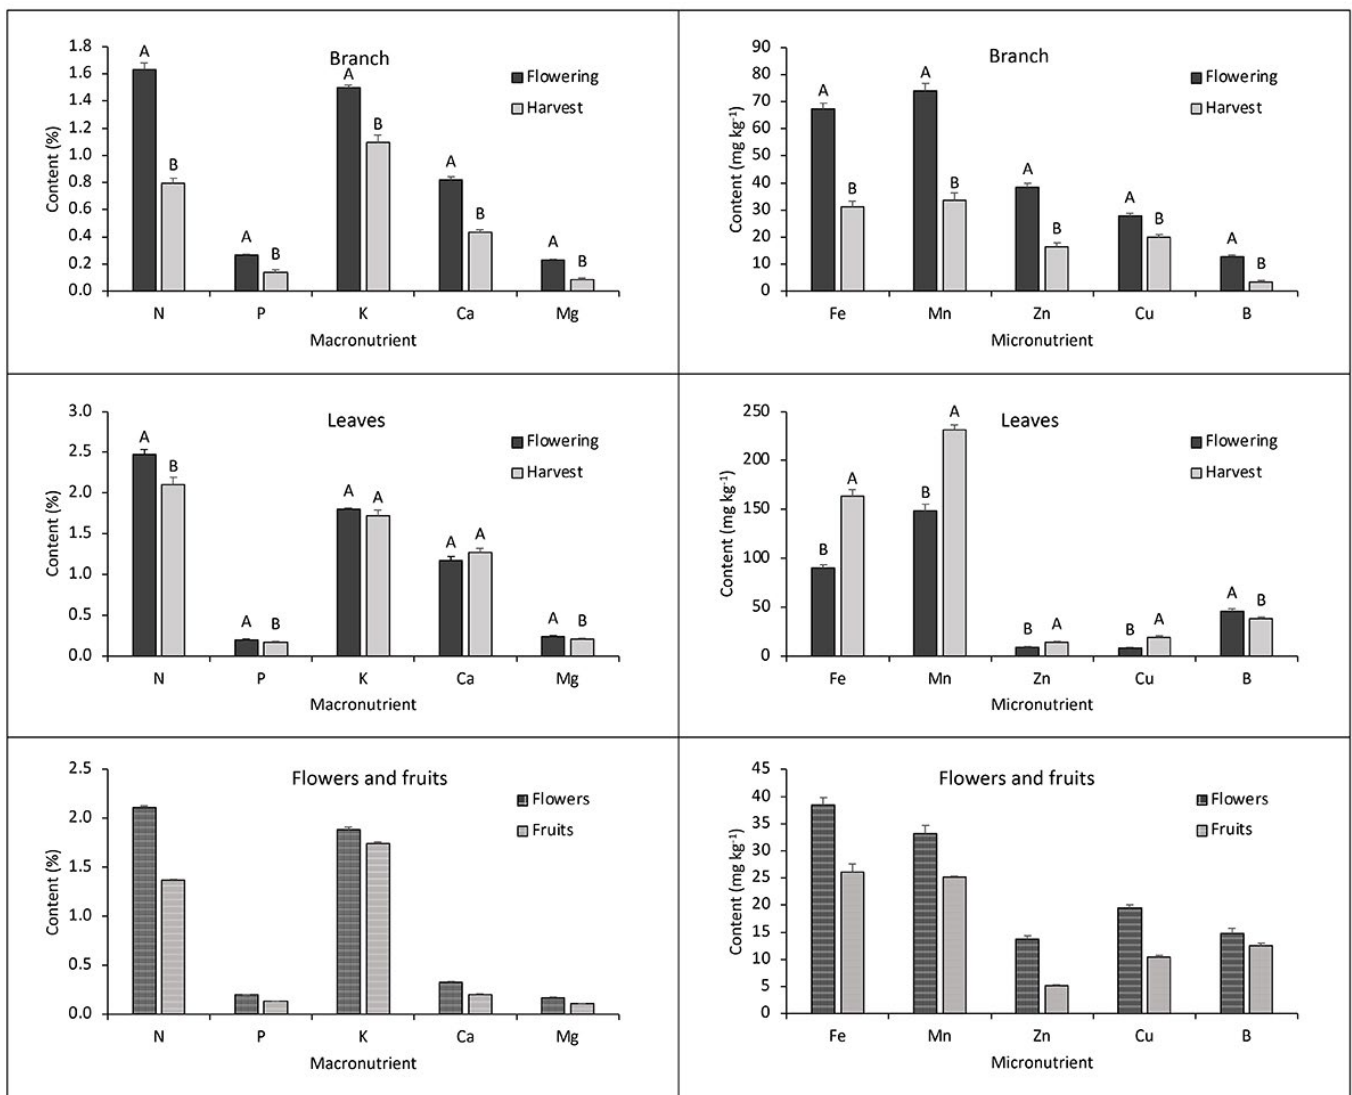 Branch
Content (%)
1.8
1.6
1.4
1.2
1.0
0.8
0.6
0.4
0.2
0.0
A B A B A B A B A B
N P K Ca Mg
Macronutrient
Flowering
Harvest
Branch
Content (mg kg⁻¹)
90
80
70
60
50
40
30
20
10
0
A B A B A B A B A B
Fe Mn Zn Cu B
Micronutrient
Flowering
Harvest
Leaves
Content (%)
3.0
2.5
2.0
1.5
1.0
0.5
0.0
A B A B A A A A A B
N P K Ca Mg
Macronutrient
Flowering
Harvest
Leaves
Content (mg kg⁻¹)
250
200
150
100
50
0
B A B A B A B A A B
Fe Mn Zn Cu B
Micronutrient
Flowering
Harvest
Flowers and fruits
Content (%)
2.5
2.0
1.5
1.0
0.5
0.0
N P K Ca Mg
Macronutrient
Flowers
Fruits
Flowers and fruits
Content (mg kg⁻¹)
45
40
35
30
25
20
15
10
5
0
Fe Mn Zn Cu B
Micronutrient
Flowers
Fruits